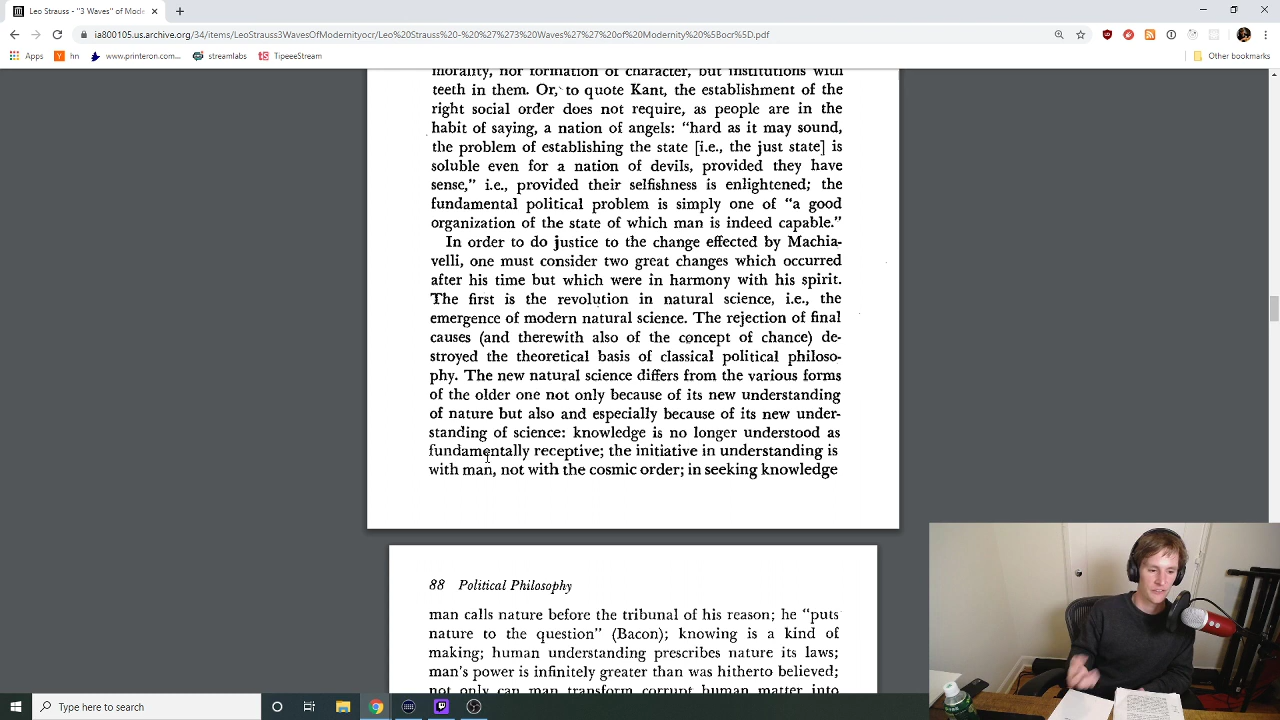 Leo Strauss - "3 Waves" of Mode
ia800105.us.archive.org/34/items/LeoStrauss3WavesOfModernityocr/Leo%20Strauss%20-%20%27%273%20Waves%27%27%20of%20Modernity%20%5Bocr%5D.pdf
Apps hn www.printeron.com... streamlabs TipeeeStream Other bookmarks
morality, nor formation of character, but institutions with
teeth in them. Or, to quote Kant, the establishment of the
right social order does not require, as people are in the
habit of saying, a nation of angels: "hard as it may sound,
the problem of establishing the state [i.e., the just state] is
soluble even for a nation of devils, provided they have
sense," i.e., provided their selfishness is enlightened; the
fundamental political problem is simply one of "a good
organization of the state of which man is indeed capable."
In order to do justice to the change effected by Machia-
velli, one must consider two great changes which occurred
after his time but which were in harmony with his spirit.
The first is the revolution in natural science, i.e., the
emergence of modern natural science. The rejection of final
causes (and therewith also of the concept of chance) de-
stroyed the theoretical basis of classical political philoso-
phy. The new natural science differs from the various forms
of the older one not only because of its new understanding
of nature but also and especially because of its new under-
standing of science: knowledge is no longer understood as
fundamentally receptive; the initiative in understanding is
with man, not with the cosmic order; in seeking knowledge
88 Political Philosophy
man calls nature before the tribunal of his reason; he "puts
nature to the question" (Bacon); knowing is a kind of
making; human understanding prescribes nature its laws;
man's power is infinitely greater than was hitherto believed;
not only can man transform corrupt human matter into
Type here to search